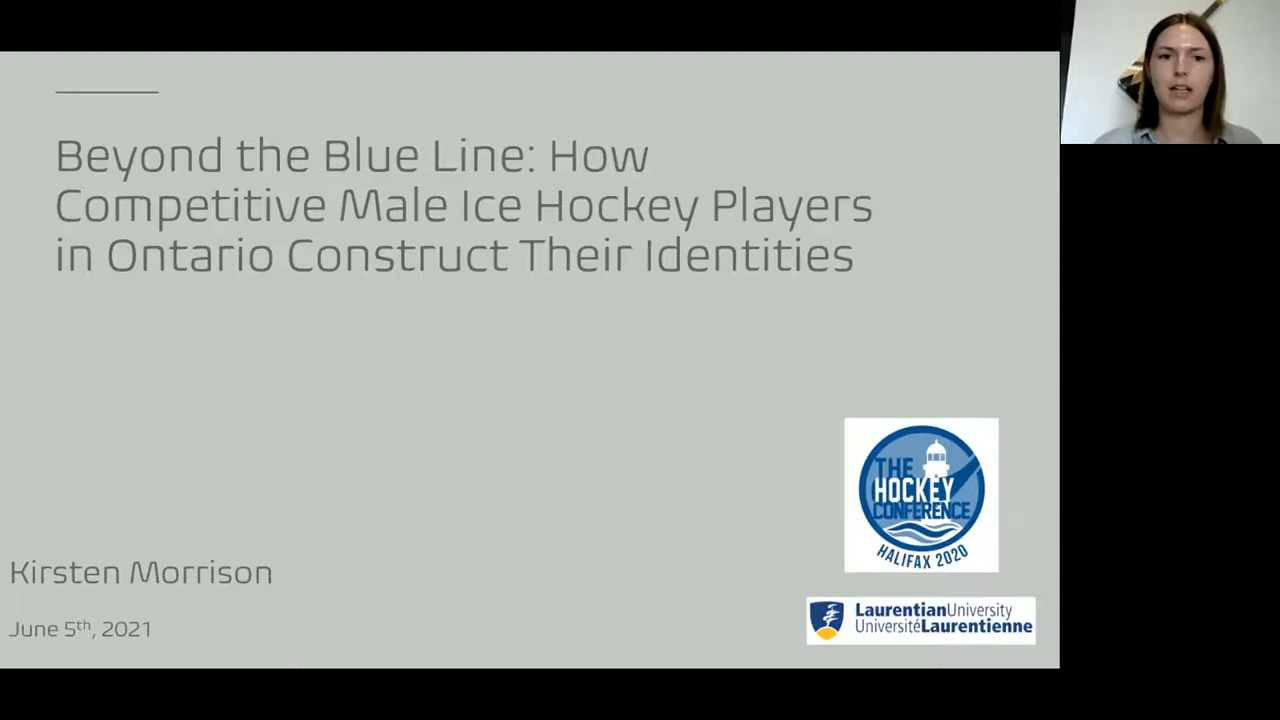 Beyond the Blue Line: How
Competitive Male Ice Hockey Players
in Ontario Construct Their Identities
THE
HOCKEY
CONFERENCE
HALIFAX 2020
Kirsten Morrison
LaurentianUniversity
UniversitéLaurentienne
June 5th, 2021